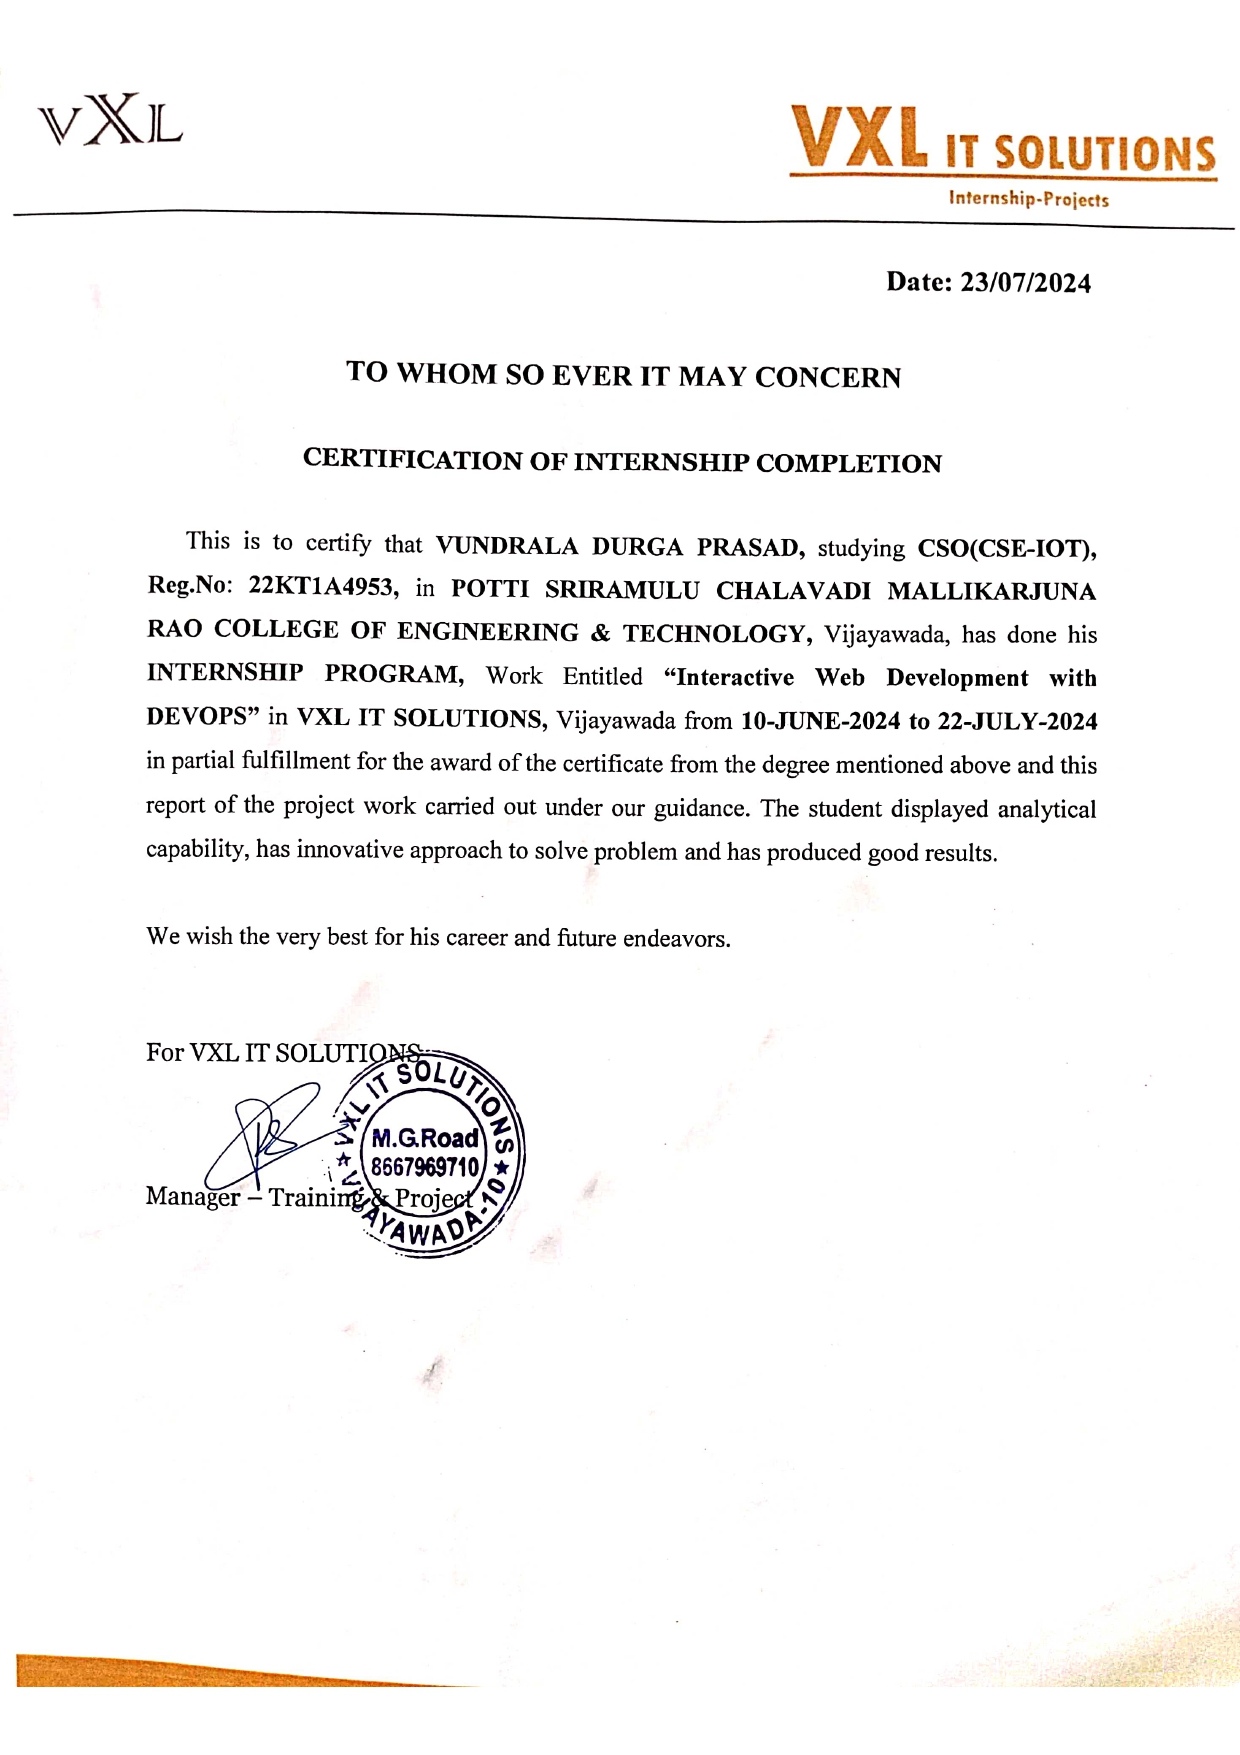 VXL
VXL IT SOLUTIONS
Internship-Projects
Date: 23/07/2024
TO WHOM SO EVER IT MAY CONCERN
CERTIFICATION OF INTERNSHIP COMPLETION
This is to certify that VUNDRALA DURGA PRASAD, studying CSO(CSE-IOT),
Reg.No: 22KT1A4953, in POTTI SRIRAMULU CHALAVADI MALLIKARJUNA
RAO COLLEGE OF ENGINEERING & TECHNOLOGY, Vijayawada, has done his
INTERNSHIP PROGRAM, Work Entitled “Interactive Web Development with
DEVOPS” in VXL IT SOLUTIONS, Vijayawada from 10-JUNE-2024 to 22-JULY-2024
in partial fulfillment for the award of the certificate from the degree mentioned above and this
report of the project work carried out under our guidance. The student displayed analytical
capability, has innovative approach to solve problem and has produced good results.
We wish the very best for his career and future endeavors.
For VXL IT SOLUTIONS
VXL IT SOLUTIONS
M.G.Road
8667969710
VIJAYAWADA-10
Manager – Training & Project